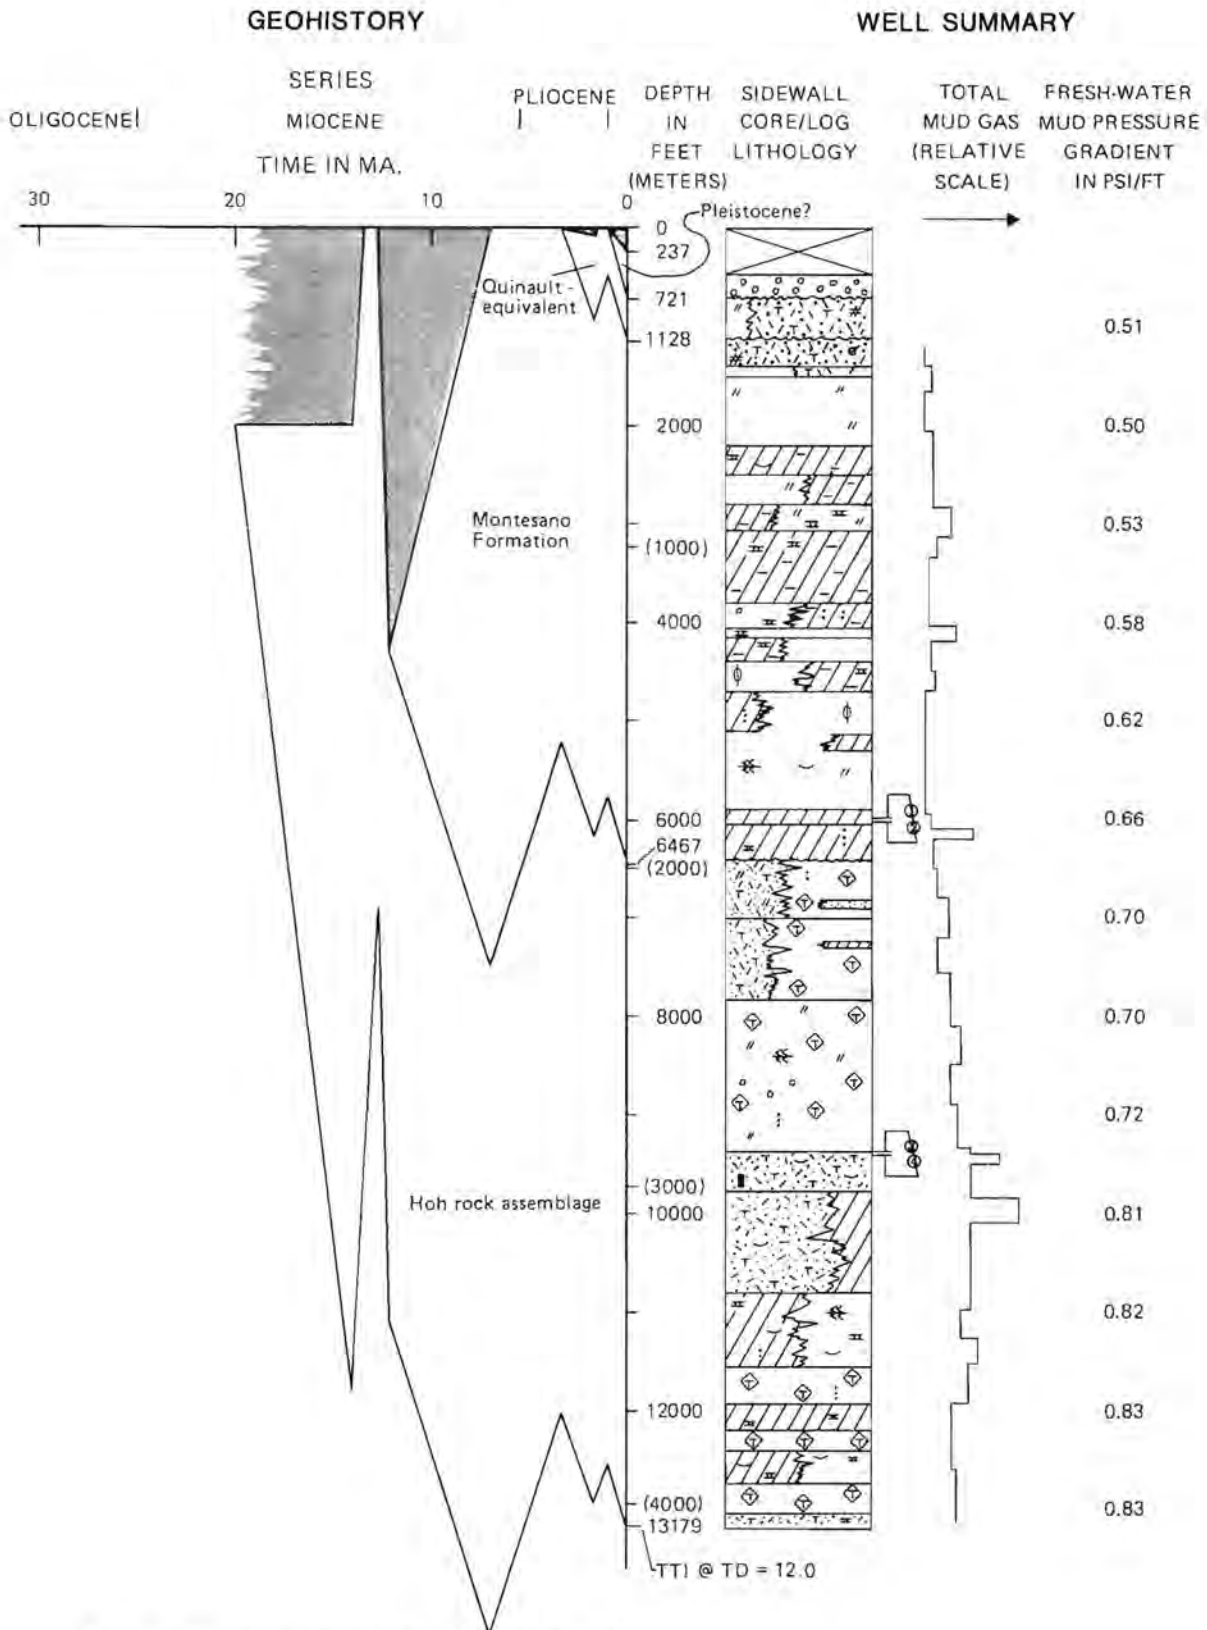 GEOHISTORY
WELL SUMMARY
SERIES
OLIGOCENE
MIOCENE
PLIOCENE
TIME IN MA.
30
20
10
0
DEPTH
IN
FEET
(METERS)
SIDEWALL
CORE/LOG
LITHOLOGY
TOTAL
MUD GAS
(RELATIVE
SCALE)
FRESH-WATER
MUD PRESSURE
GRADIENT
IN PSI/FT
Pleistocene?
Quinault -
equivalent
Montesano
Formation
Hoh rock assemblage
0
237
721
1128
2000
(1000)
4000
6000
6467
(2000)
8000
(3000)
10000
12000
(4000)
13179
TTI @ TD = 12.0
0.51
0.50
0.53
0.58
0.62
0.66
0.70
0.70
0.72
0.81
0.82
0.83
0.83